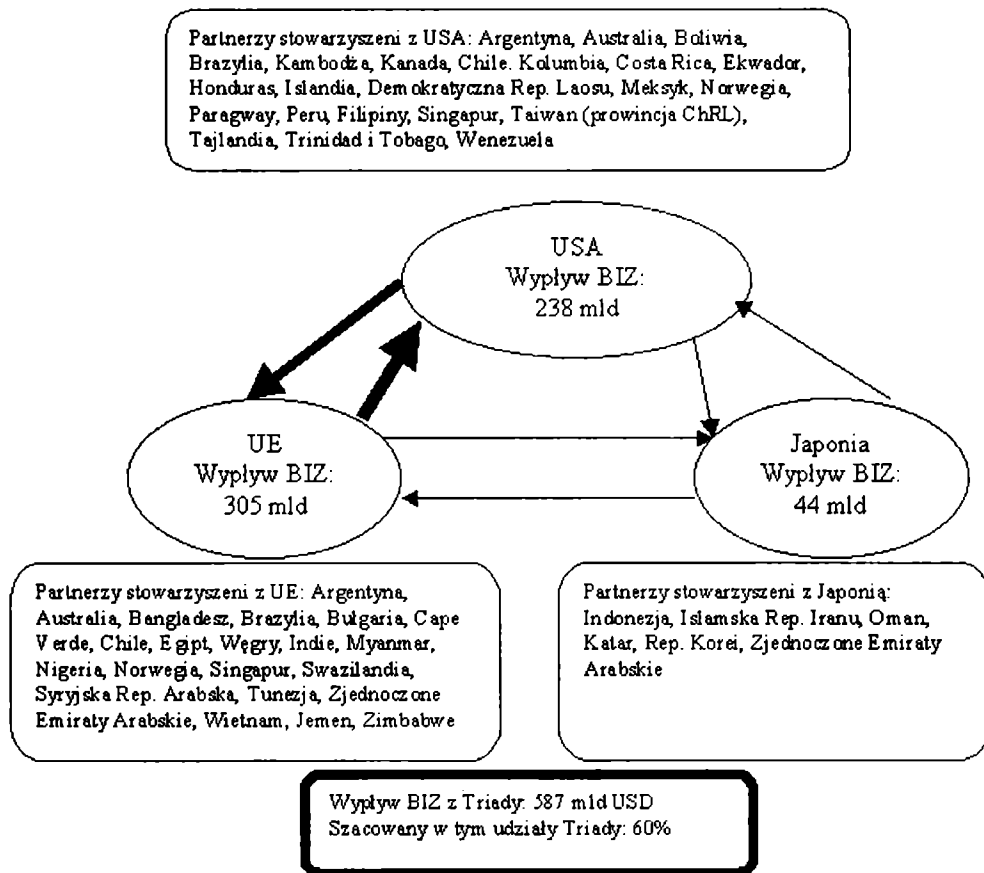 Partnerzy stowarzyszeni z USA: Argentyna, Australia, Boliwia,
Brazylia, Kambodża, Kanada, Chile. Kolumbia, Costa Rica, Ekwador,
Honduras, Islandia, Demokratyczna Rep. Laosu, Meksyk, Norwegia,
Paragway, Peru, Filipiny, Singapur, Taiwan (prowincja ChRL),
Tajlandia, Trinidad i Tobago, Wenezuela
USA
Wypływ BIZ:
238 mld
UE
Wypływ BIZ:
305 mld
Japonia
Wypływ BIZ:
44 mld
Partnerzy stowarzyszeni z UE: Argentyna,
Australia, Bangladesz, Brazylia, Bułgaria, Cape
Verde, Chile, Egipt, Węgry, Indie, Myanmar,
Nigeria, Norwegia, Singapur, Swazilandia,
Syryjska Rep. Arabska, Tunezja, Zjednoczone
Emiraty Arabskie, Wietnam, Jemen, Zimbabwe
Partnerzy stowarzyszeni z Japonią:
Indonezja, Islamska Rep. Iranu, Oman,
Katar, Rep. Korei, Zjednoczone Emiraty
Arabskie
Wypływ BIZ z Triady: 587 mld USD
Szacowany w tym udziały Triady: 60%